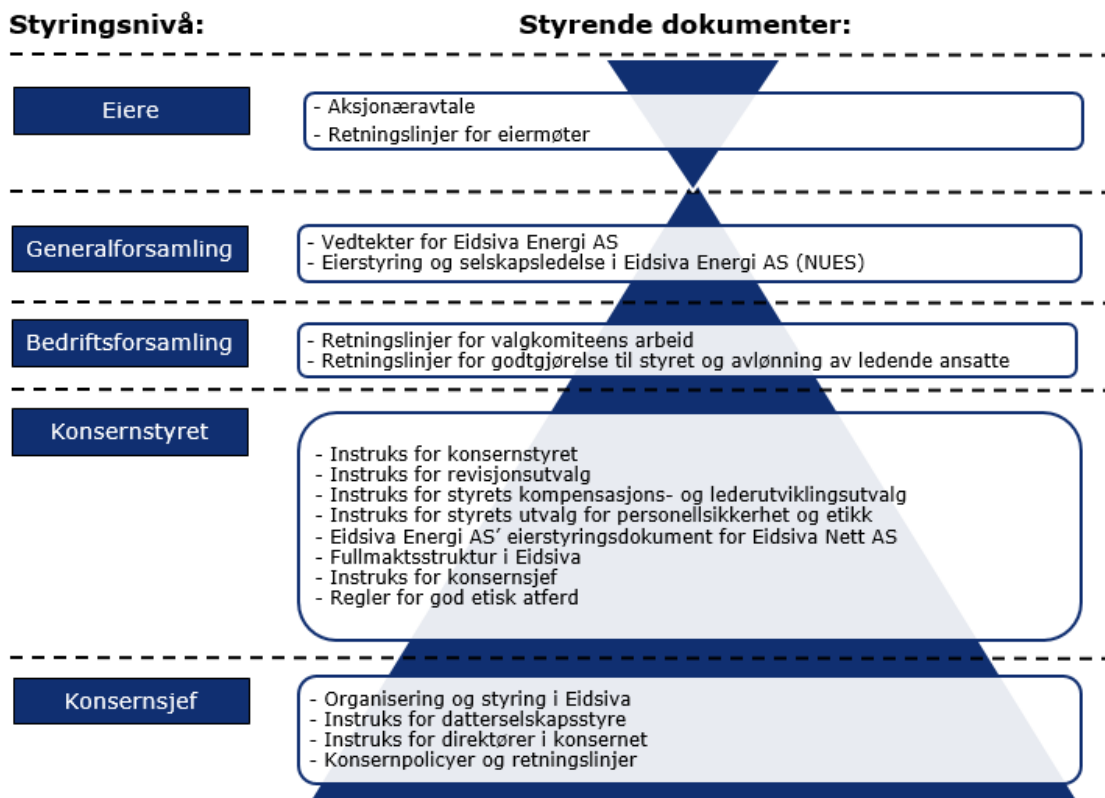 Styringsnivå:
Styrende dokumenter:
Eiere
- Aksjonæravtale
- Retningslinjer for eiermøter
Generalforsamling
- Vedtekter for Eidsiva Energi AS
- Eierstyring og selskapsledelse i Eidsiva Energi AS (NUES)
Bedriftsforsamling
- Retningslinjer for valgkomiteens arbeid
- Retningslinjer for godtgjørelse til styret og avlønning av ledende ansatte
Konsernstyret
- Instruks for konsernstyret
- Instruks for revisjonsutvalg
- Instruks for styrets kompensasjons- og lederutviklingsutvalg
- Instruks for styrets utvalg for personellsikkerhet og etikk
- Eidsiva Energi AS´ eierstyringsdokument for Eidsiva Nett AS
- Fullmaktsstruktur i Eidsiva
- Instruks for konsernsjef
- Regler for god etisk atferd
Konsernsjef
- Organisering og styring i Eidsiva
- Instruks for datterselskapsstyre
- Instruks for direktører i konsernet
- Konsernpolicyer og retningslinjer